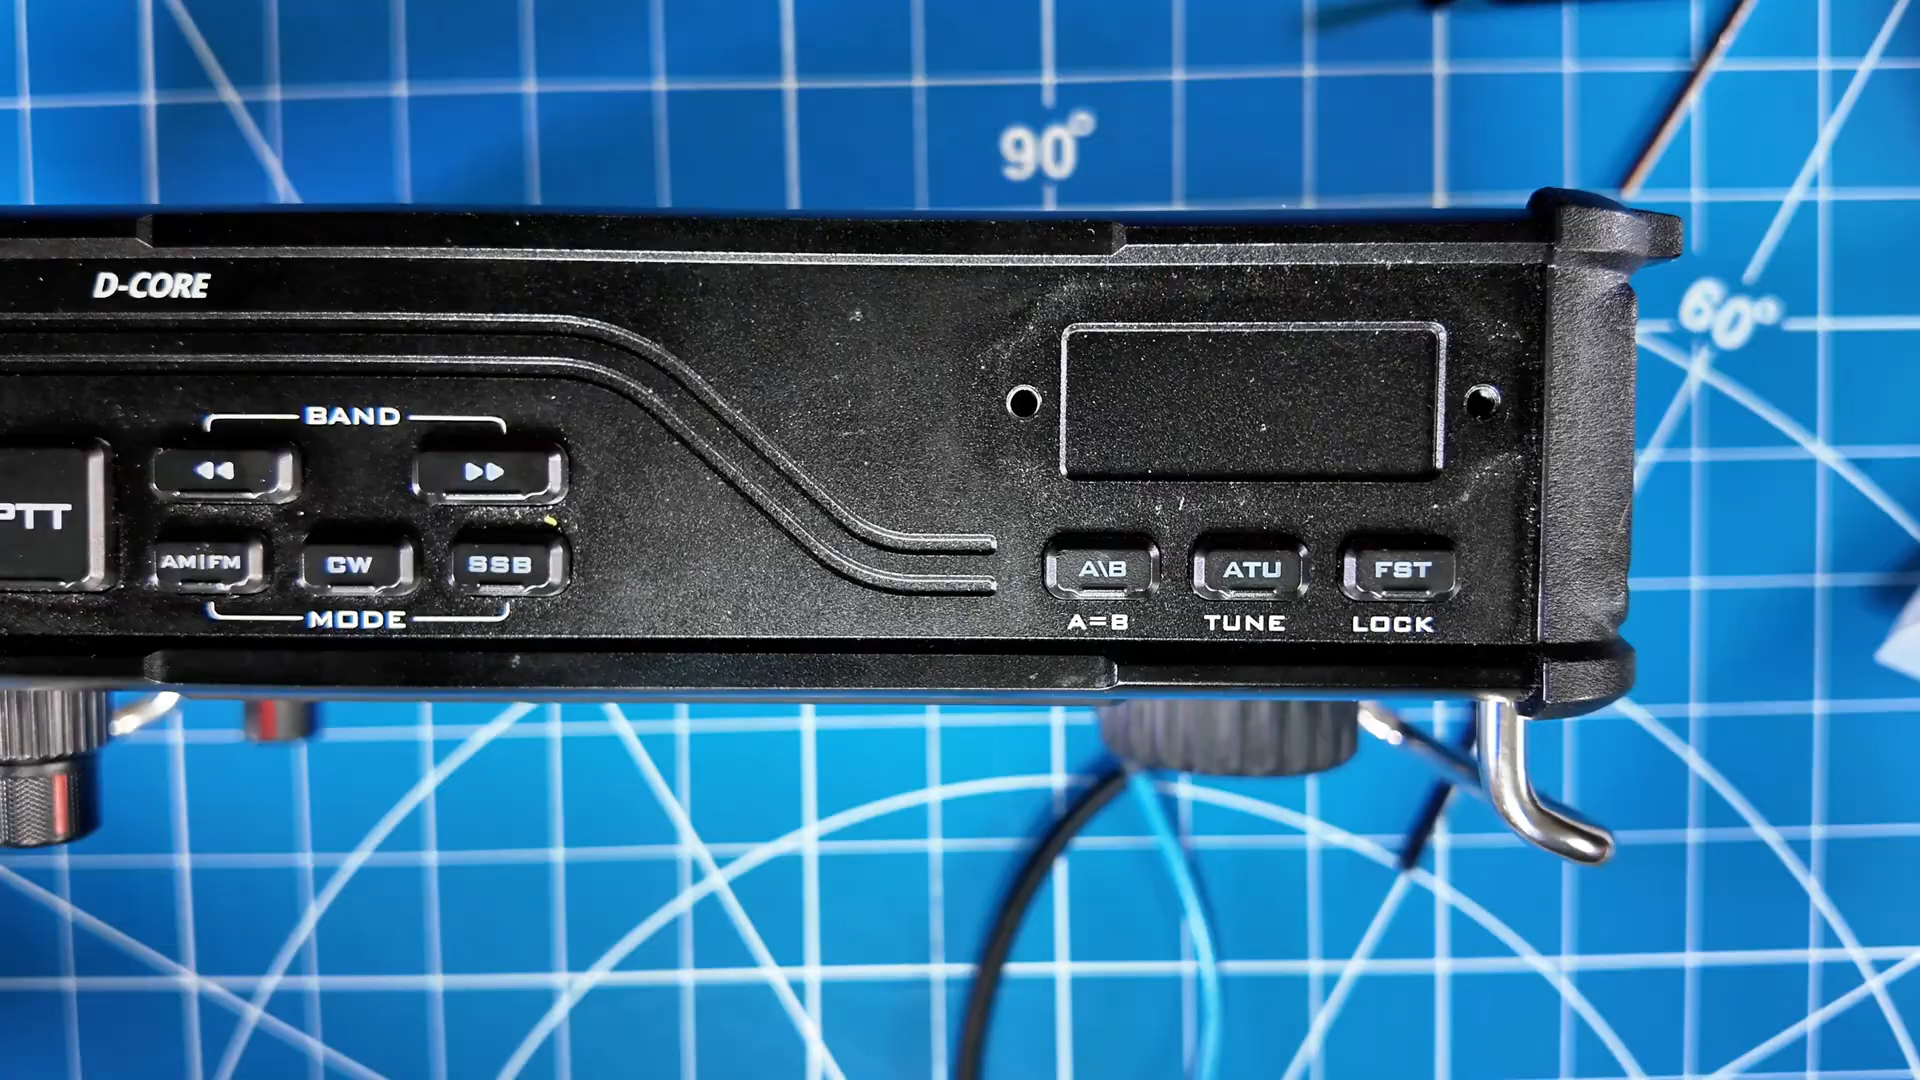 90°
60°
D-CORE
BAND
PTT
AM|FM
CW
SSB
MODE
A\B
ATU
FST
A=B
TUNE
LOCK